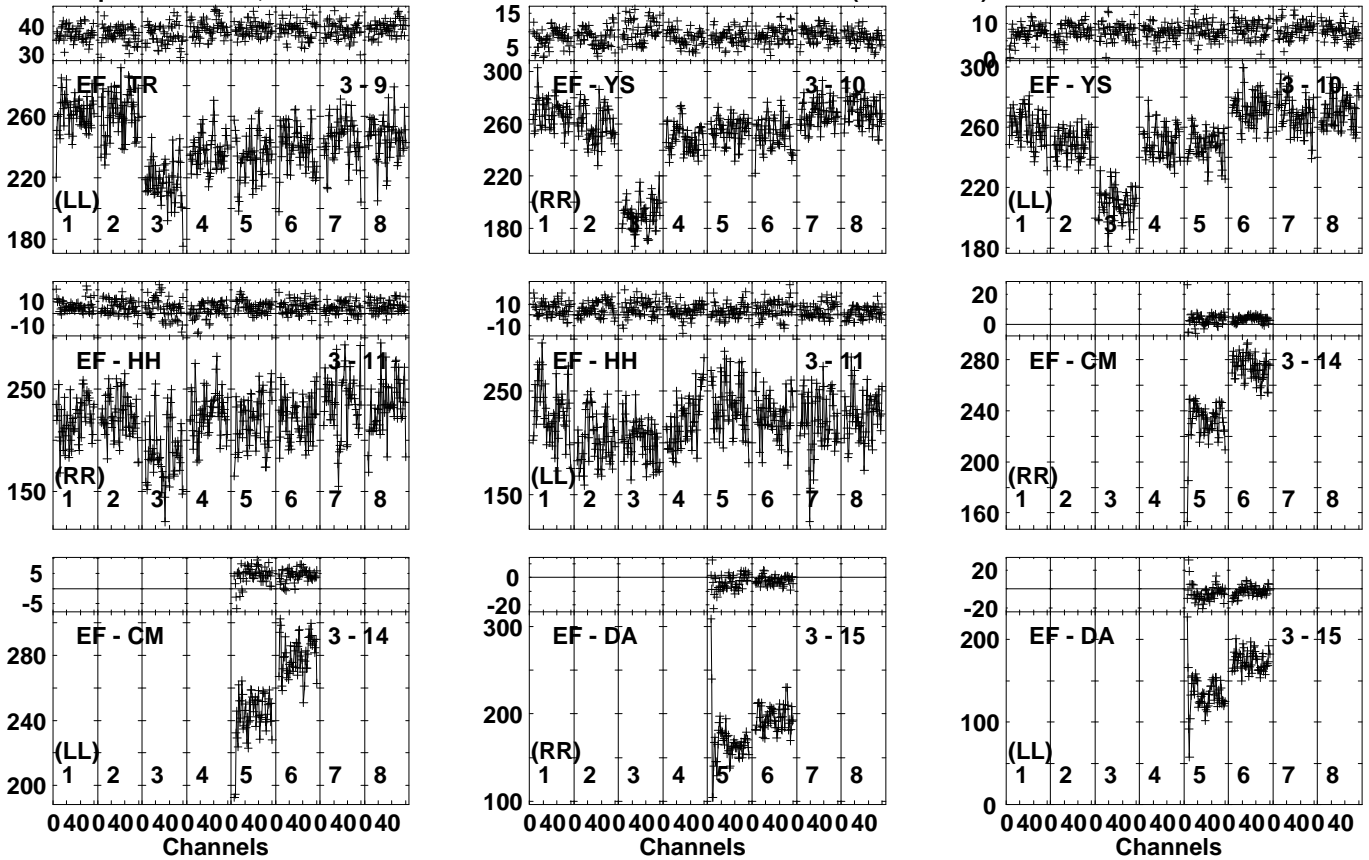 40
30
EF - TR 3 - 9
260
220
180
(LL)
1 2 3 4 5 6 7 8
15
5
300
EF - YS 3 - 10
260
220
180
(RR)
1 2 3 4 5 6 7 8
10
0
300
EF - YS 3 - 10
260
220
180
(LL)
1 2 3 4 5 6 7 8
10
-10
EF - HH 3 - 11
250
150
(RR)
1 2 3 4 5 6 7 8
10
-10
EF - HH 3 - 11
250
150
(LL)
1 2 3 4 5 6 7 8
20
0
EF - CM 3 - 14
280
240
200
160
(RR)
1 2 3 4 5 6 7 8
5
-5
EF - CM 3 - 14
280
240
200
(LL)
1 2 3 4 5 6 7 8
0 40 0 40 0 40 0 40 0 40 0 40 0 40 0 40
Channels
0
-20
300
EF - DA 3 - 15
200
100
(RR)
1 2 3 4 5 6 7 8
0 40 0 40 0 40 0 40 0 40 0 40 0 40 0 40
Channels
20
-20
200
EF - DA 3 - 15
100
0
(LL)
1 2 3 4 5 6 7 8
0 40 0 40 0 40 0 40 0 40 0 40 0 40 0 40
Channels